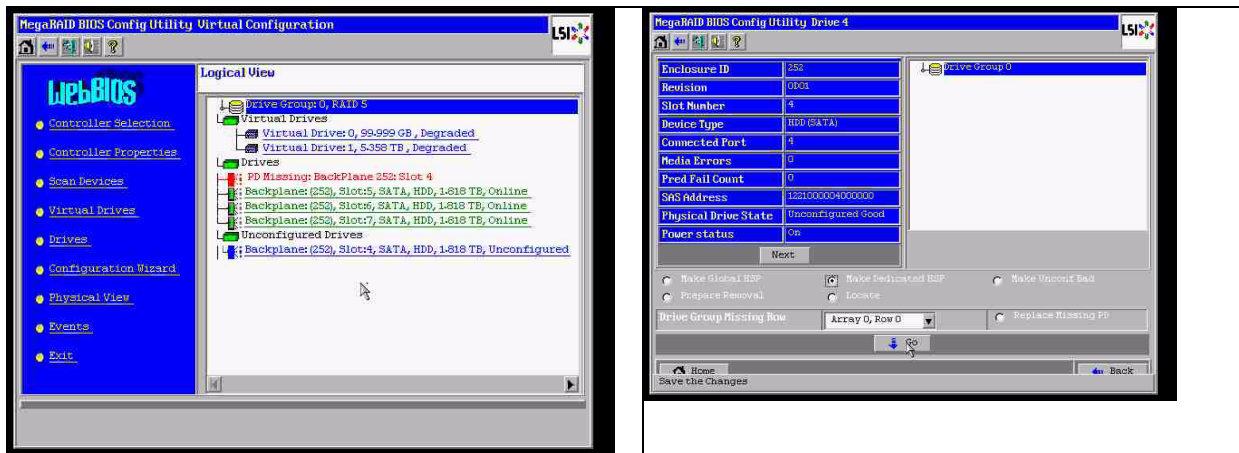 MegaRAID BIOS Config Utility Virtual Configuration
LSI
WebBIOS
Controller Selection
Controller Properties
Scan Devices
Virtual Drives
Drives
Configuration Wizard
Physical View
Events
Exit
Logical View
Drive Group: 0, RAID 5
Virtual Drives
Virtual Drive: 0, 99.999 GB, Degraded
Virtual Drive: 1, 5.358 TB, Degraded
Drives
PD Missing: BackPlane 252: Slot 4
Backplane: (252), Slot:5, SATA, HDD, 1.818 TB, Online
Backplane: (252), Slot:6, SATA, HDD, 1.818 TB, Online
Backplane: (252), Slot:7, SATA, HDD, 1.818 TB, Online
Unconfigured Drives
Backplane: (252), Slot:4, SATA, HDD, 1.818 TB, Unconfigured
MegaRAID BIOS Config Utility Drive 4
LSI
Enclosure ID 252
Revision 0D01
Slot Number 4
Device Type HDD (SATA)
Connected Port 4
Media Errors 0
Pred Fail Count 0
SAS Address 1221000004000000
Physical Drive State Unconfigured Good
Power status On
Next
Drive Group 0
Make Global HSP Make Dedicated HSP Make Unconf Bad
Prepare Removal Locate
Drive Group Missing Row Array 0, Row 0 Replace Missing PD
Go
Home Back
Save the Changes